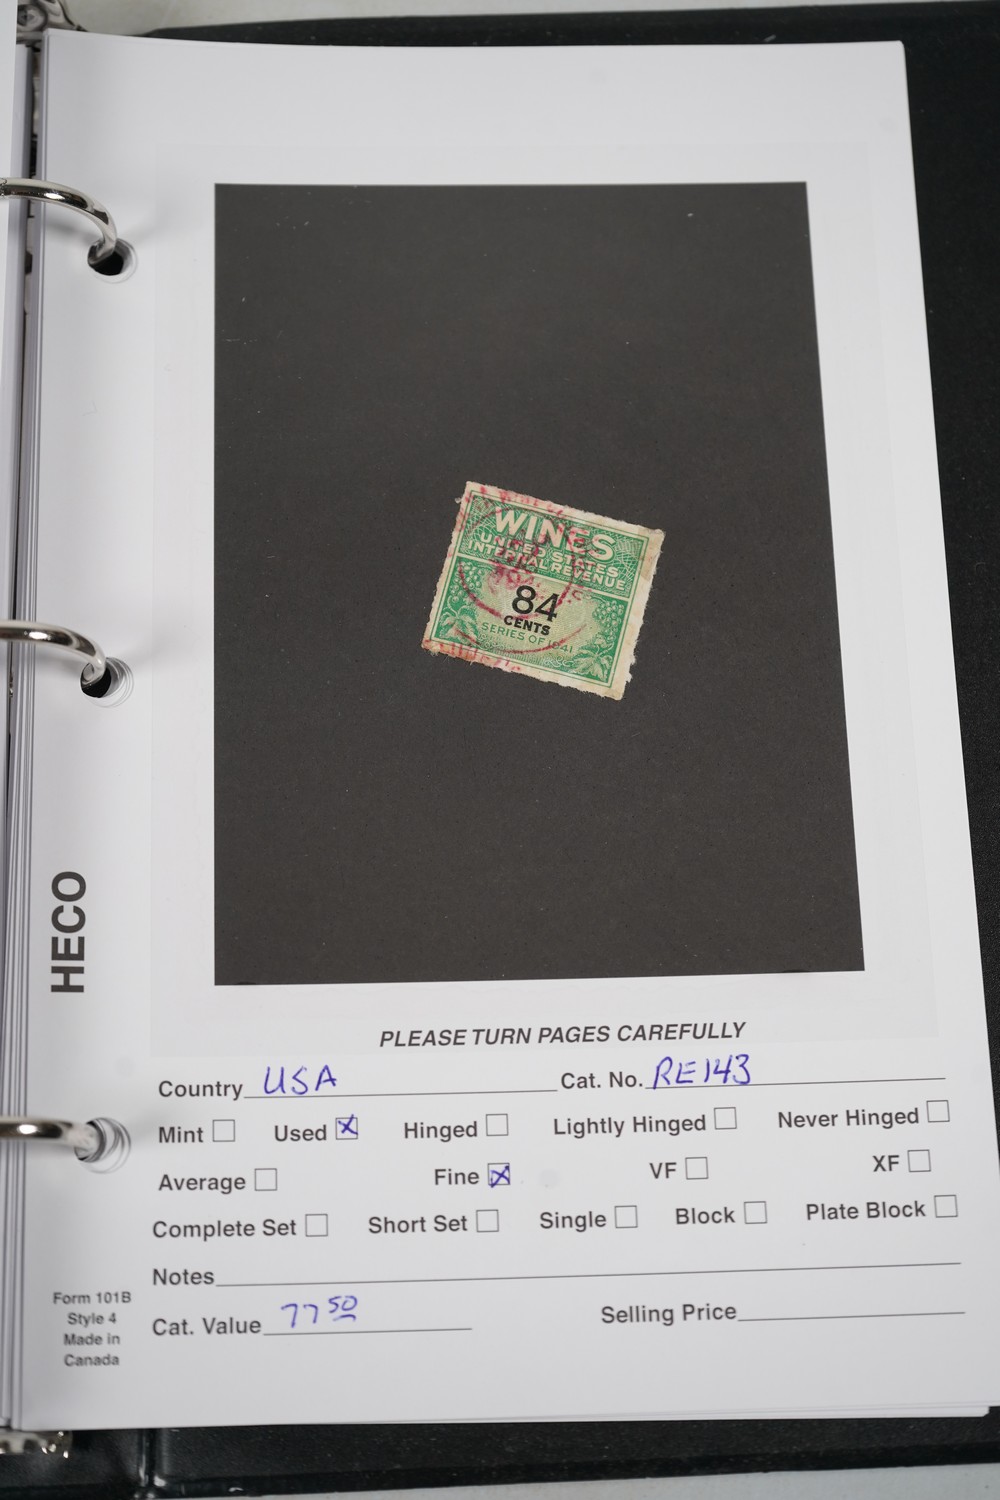 WINES
UNITED STATES
INTERNAL REVENUE
84
CENTS
SERIES OF 1941
HECO
PLEASE TURN PAGES CAREFULLY
Country USA Cat. No. RE143
Mint Used X Hinged Lightly Hinged Never Hinged
Average Fine X VF XF
Complete Set Short Set Single Block Plate Block
Notes
Cat. Value 77 50 Selling Price
Form 101B
Style 4
Made in
Canada